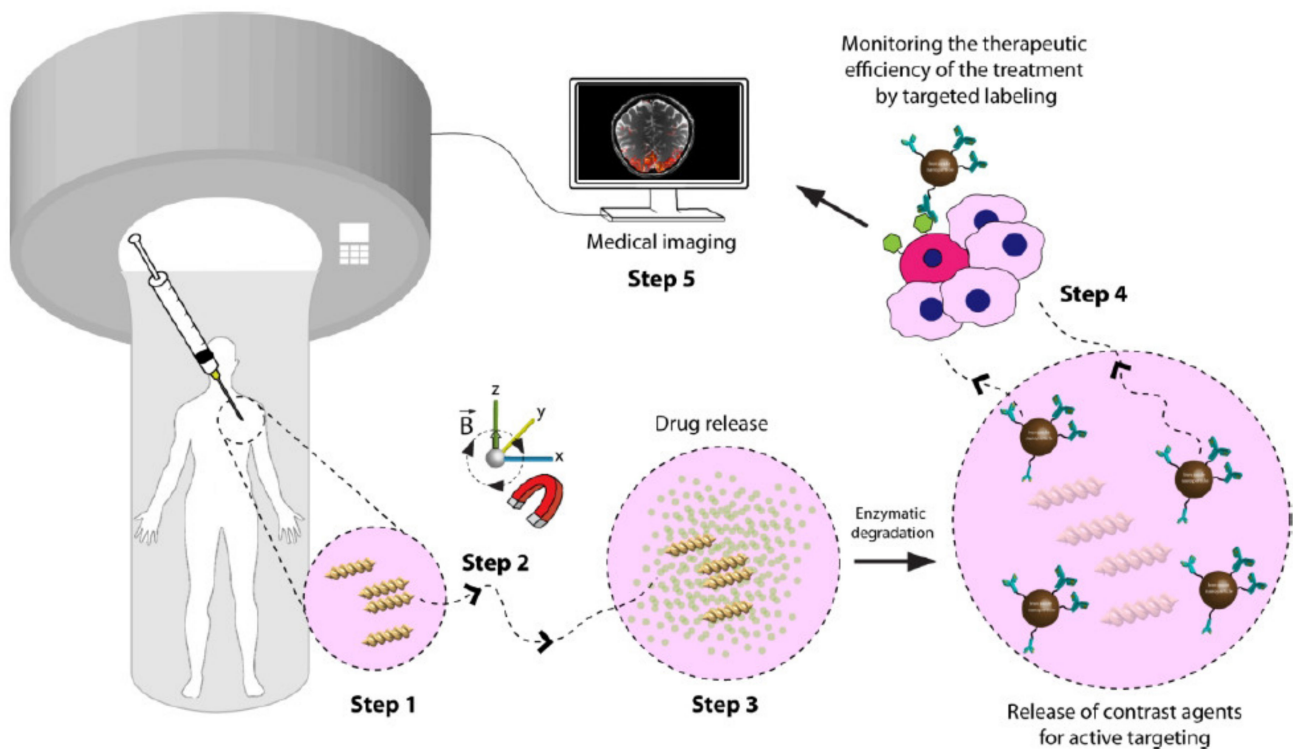 Monitoring the therapeutic
efficiency of the treatment
by targeted labeling
Medical imaging
Step 5
Step 4
z
B
y
x
Drug release
Step 2
Enzymatic
degradation
Step 1
Step 3
Release of contrast agents
for active targeting